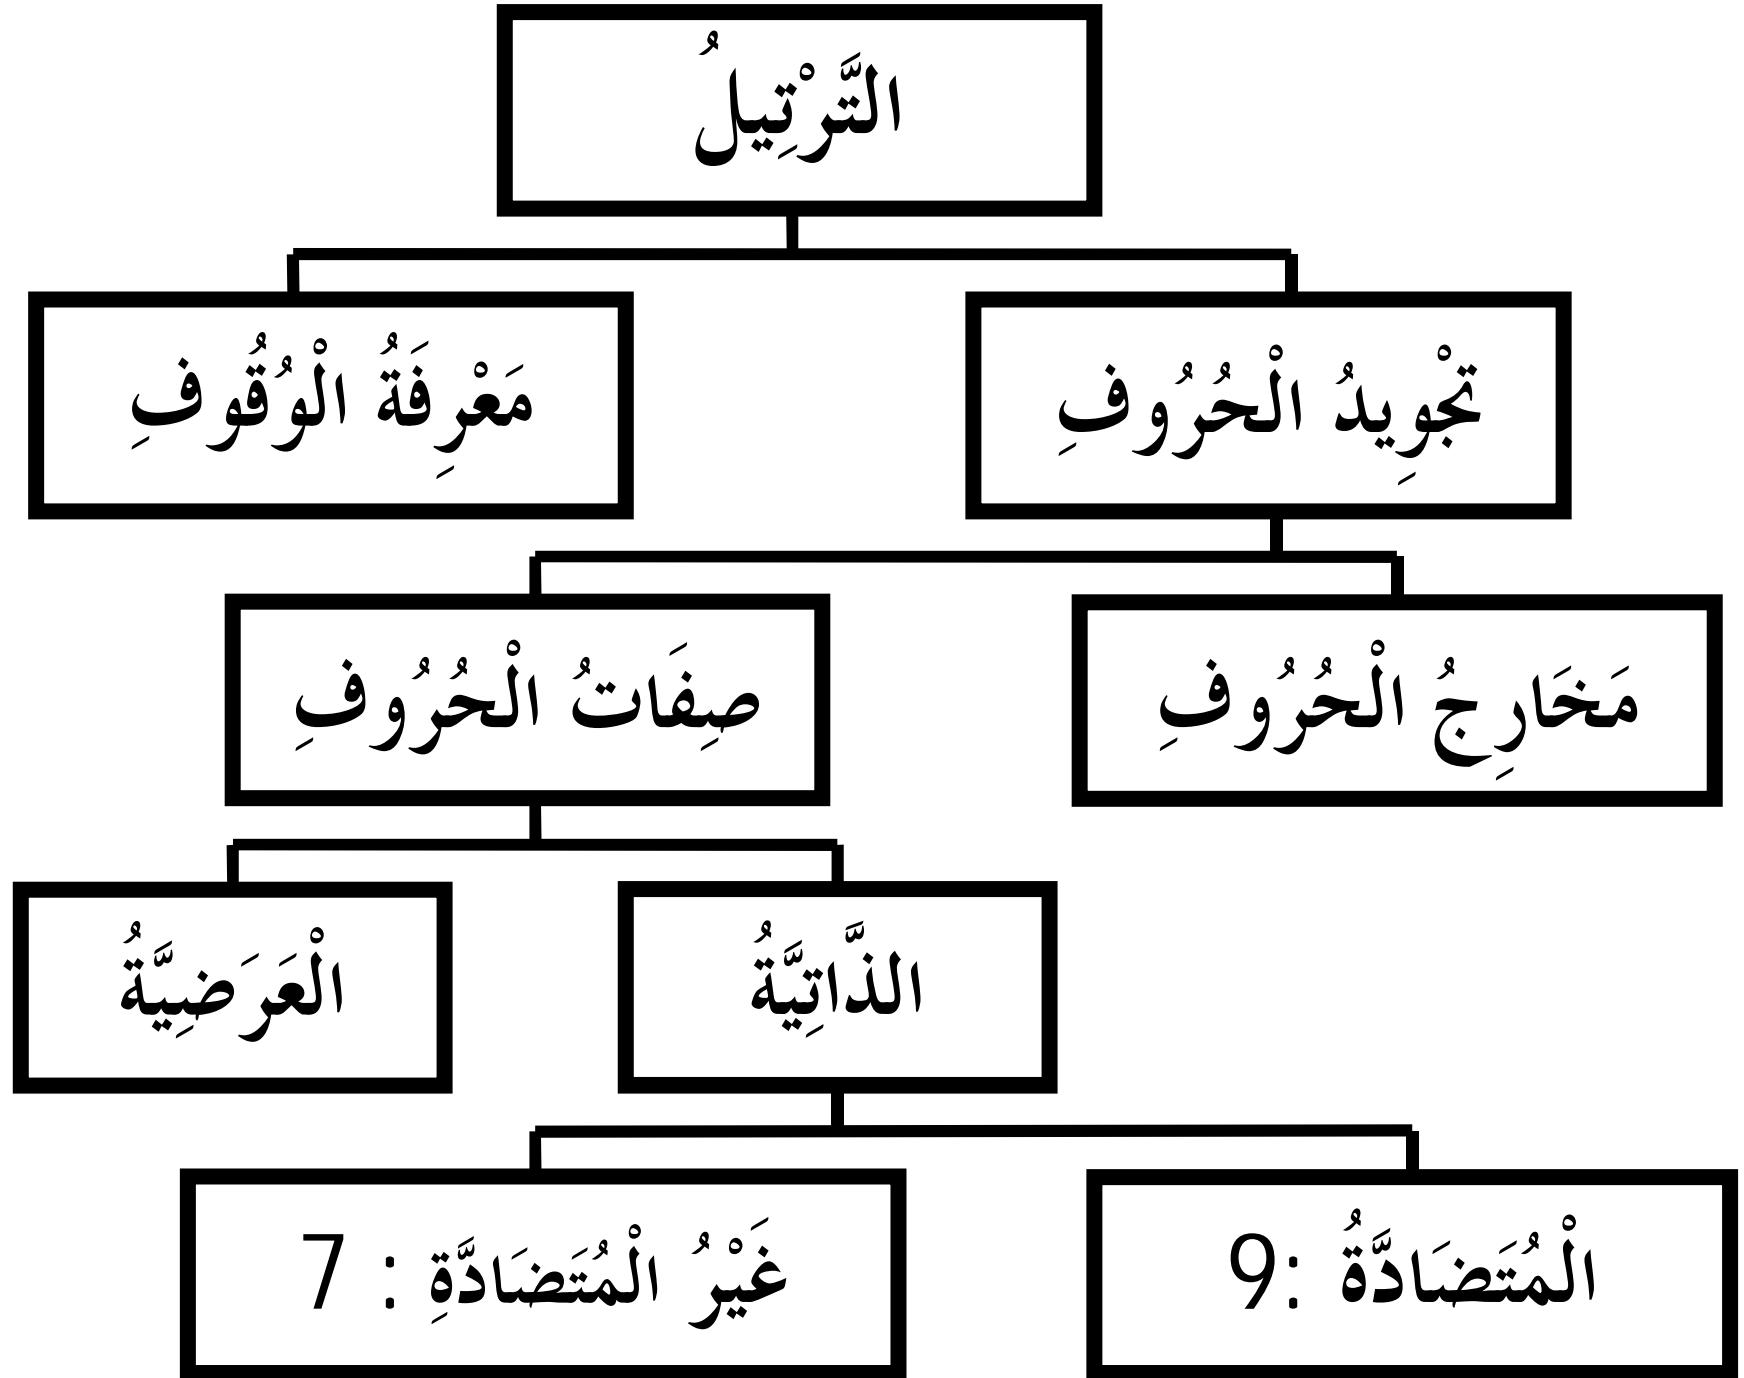 التَّرْتِيلُ
تَجْوِيدُ الْحُرُوفِ
مَعْرِفَةُ الْوُقُوفِ
مَخَارِجُ الْحُرُوفِ
صِفَاتُ الْحُرُوفِ
الذَّاتِيَّةُ
الْعَرَضِيَّةُ
الْمُتَضَادَّةُ :9
غَيْرُ الْمُتَضَادَّةِ : 7